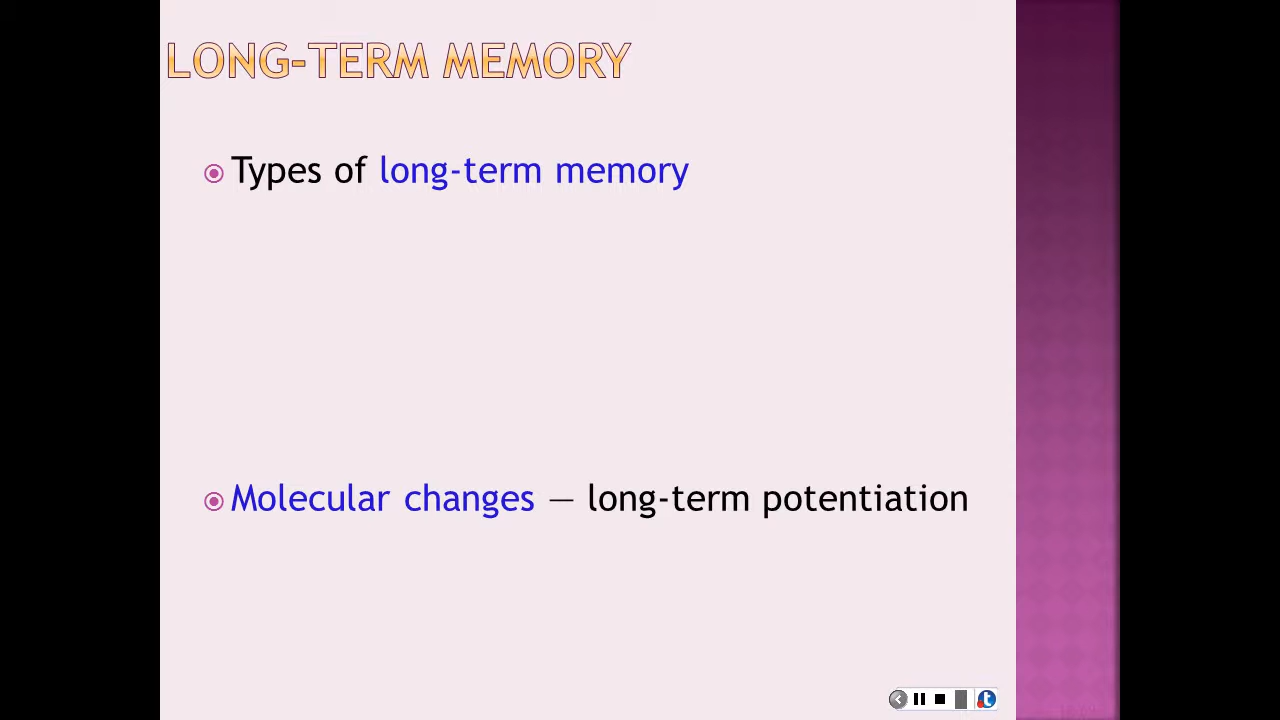 LONG-TERM MEMORY
Types of long-term memory
Molecular changes — long-term potentiation